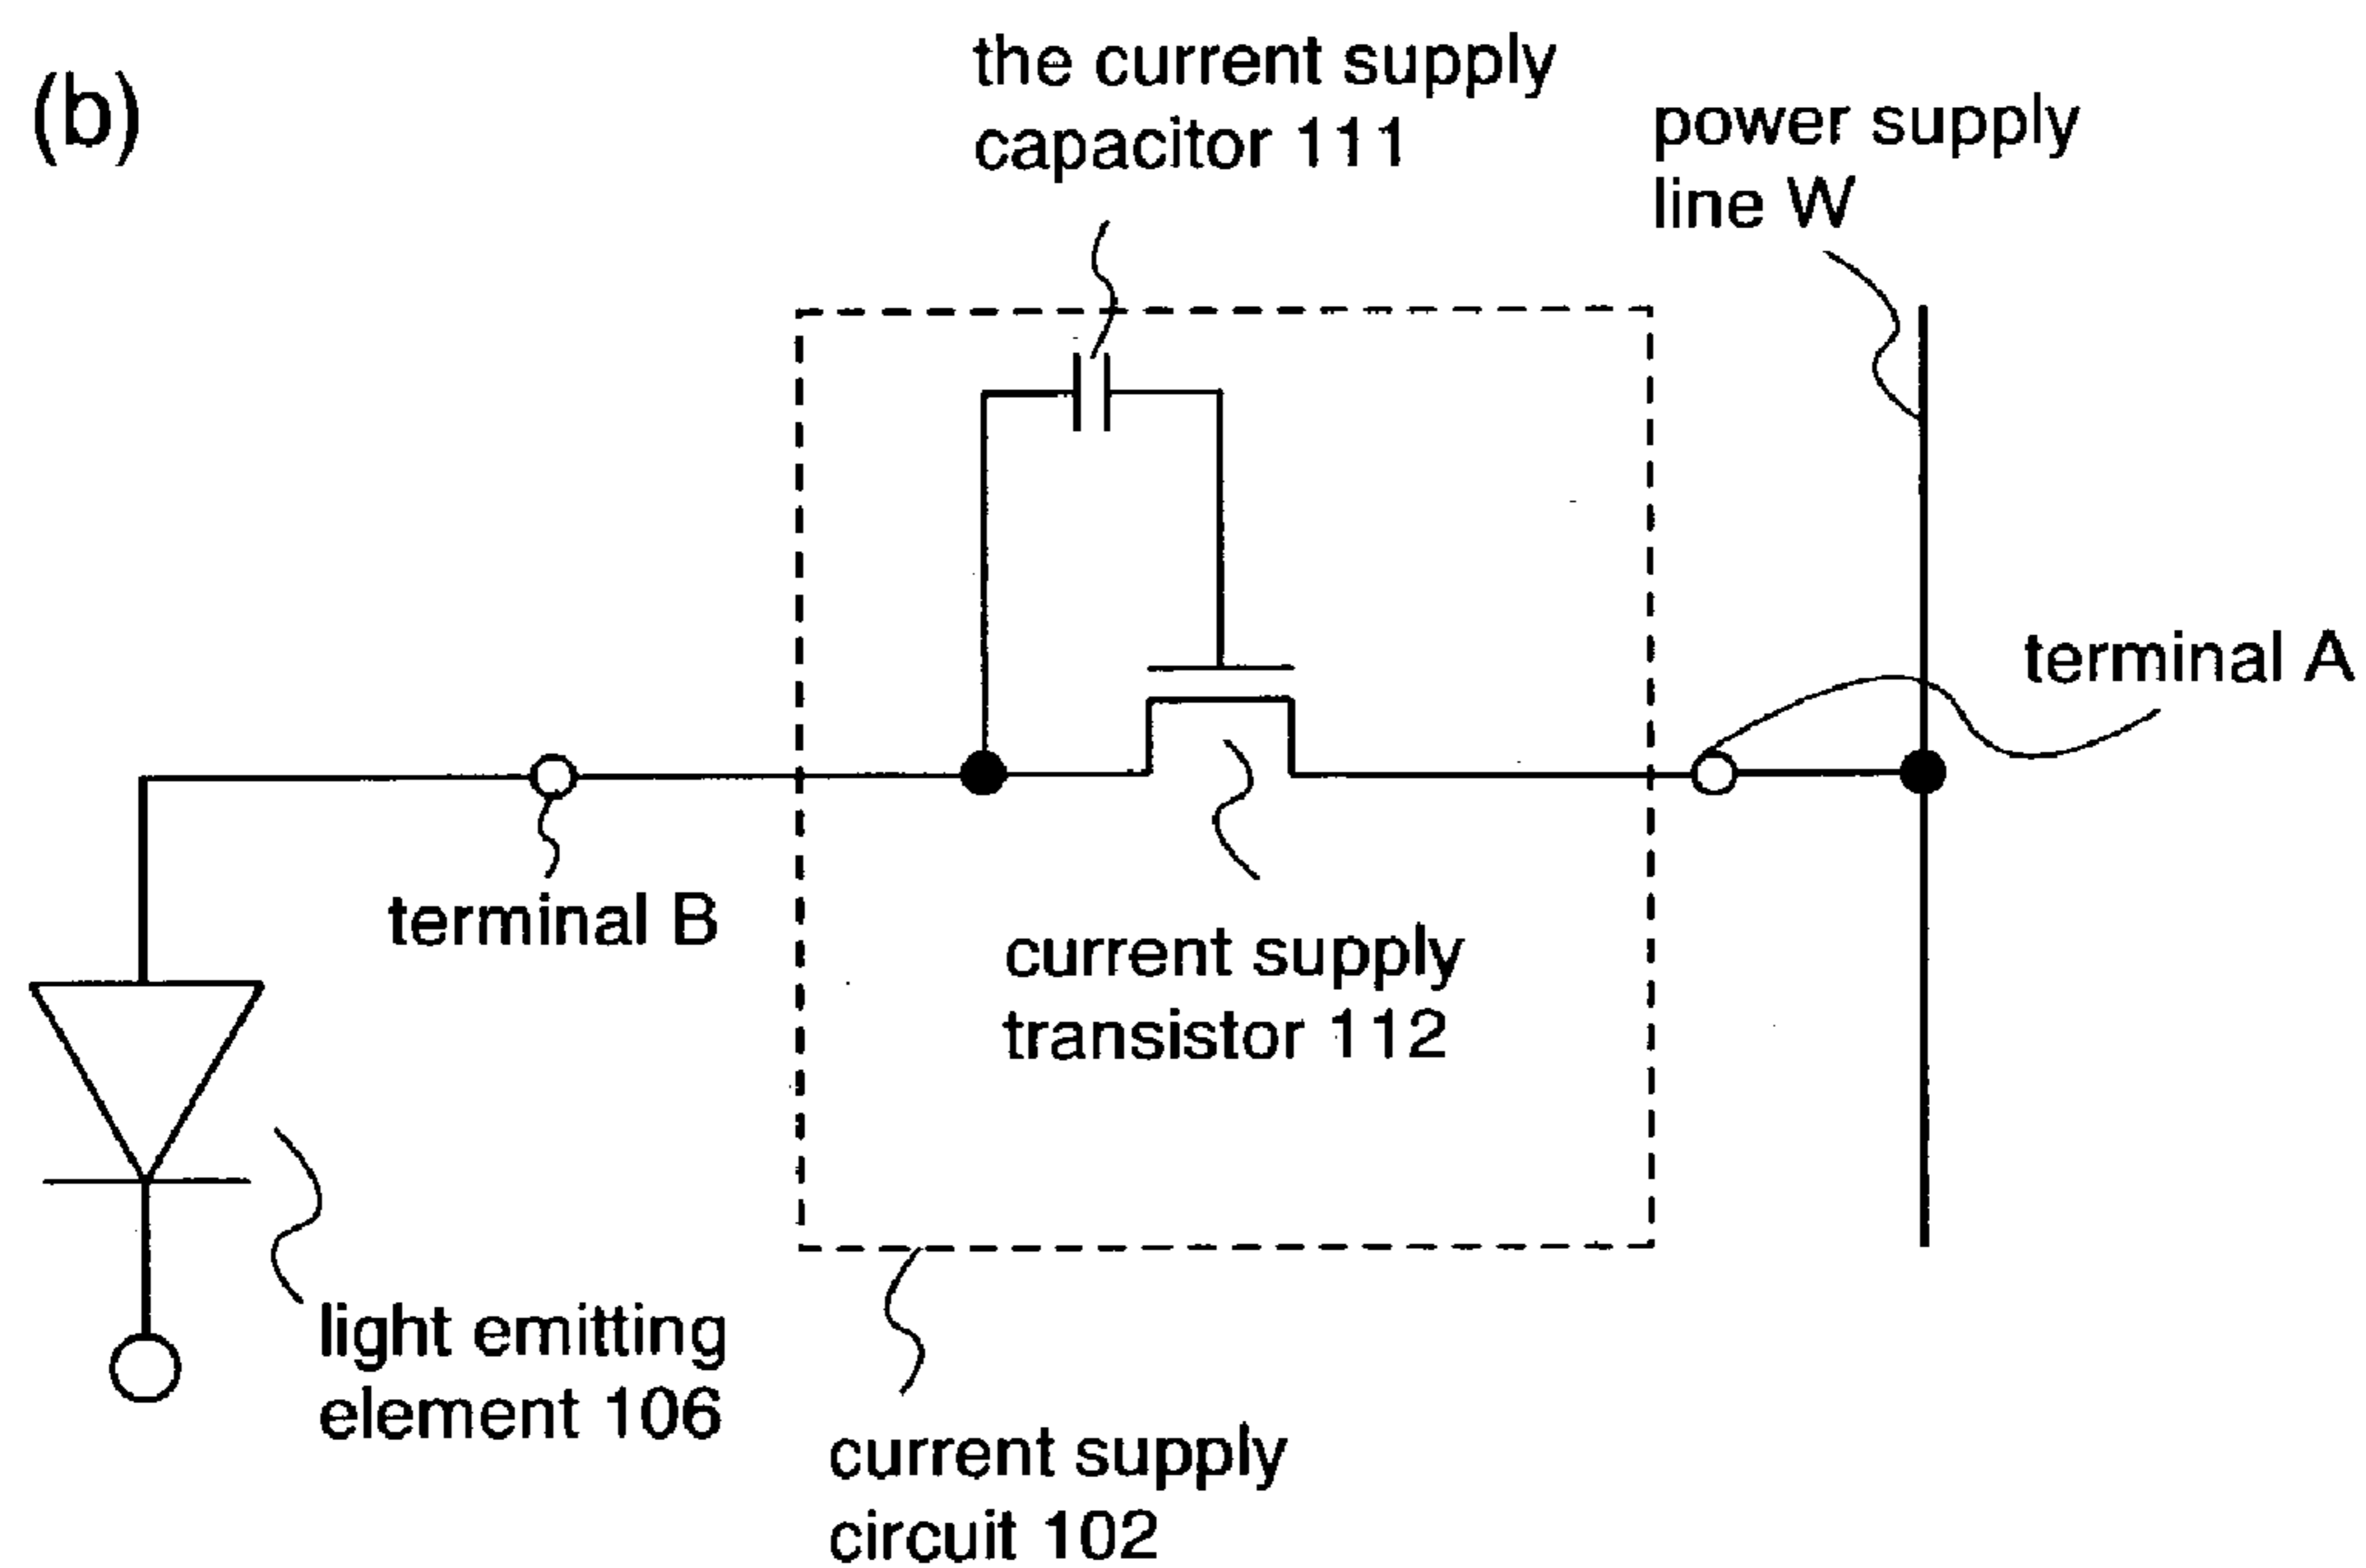 (b)
the current supply
capacitor 111
power supply
line W
terminal A
terminal B
current supply
transistor 112
light emitting
element 106
current supply
circuit 102